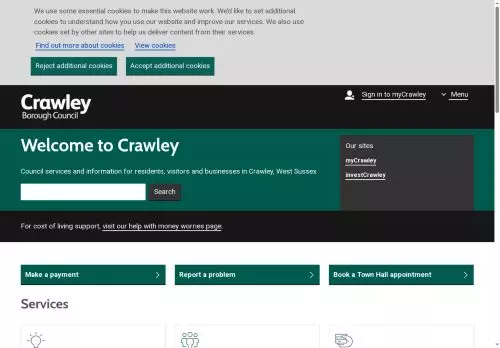 We use some essential cookies to make this website work. We'd like to set additional
cookies to understand how you use our website and improve our services. We also
use cookies set by other sites to help us deliver content from their services.
Find out more about cookies View cookies
Reject additional cookies Accept additional cookies
Crawley
Borough Council
Sign in to myCrawley Menu
Welcome to Crawley
Council services and information for residents, visitors and businesses in Crawley, West Sussex
Search
Our sites
myCrawley
investCrawley
For cost of living support, visit our help with money worries page.
Make a payment Report a problem Book a Town Hall appointment
Services